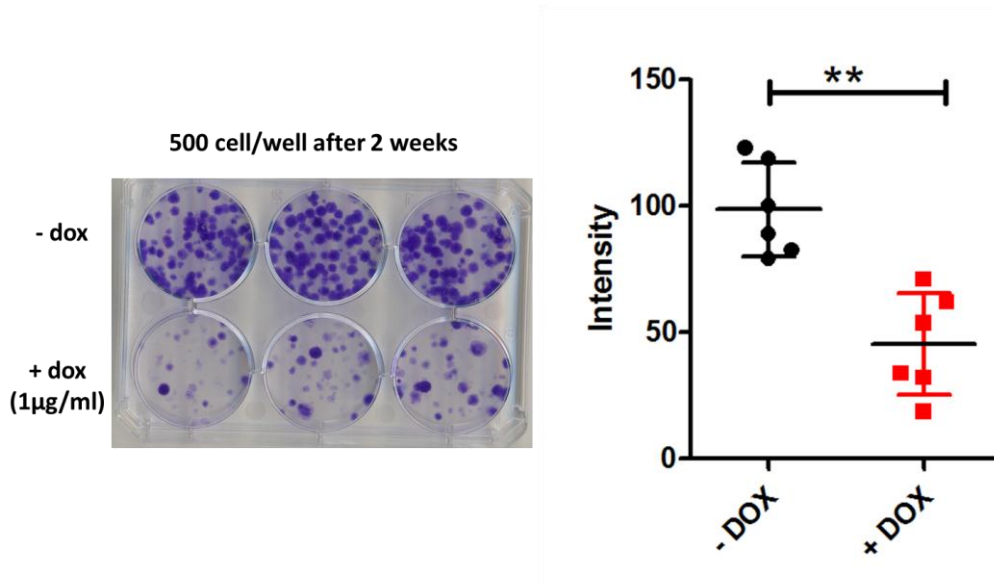 500 cell/well after 2 weeks
- dox
+ dox
(1µg/ml)
150
**
100
50
0
Intensity
- DOX
+ DOX